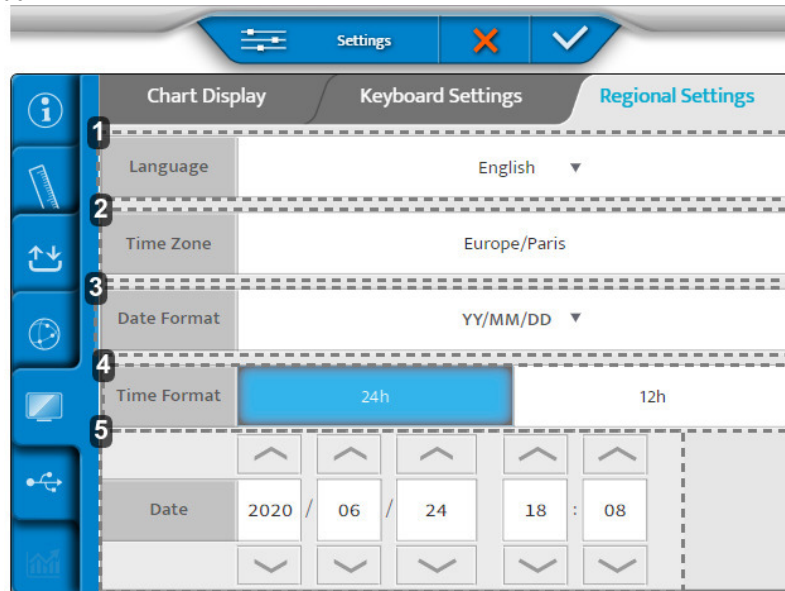 Settings
Chart Display Keyboard Settings Regional Settings
1
Language English
2
Time Zone Europe/Paris
3
Date Format YY/MM/DD
4
Time Format 24h 12h
5
Date 2020 / 06 / 24 18 : 08